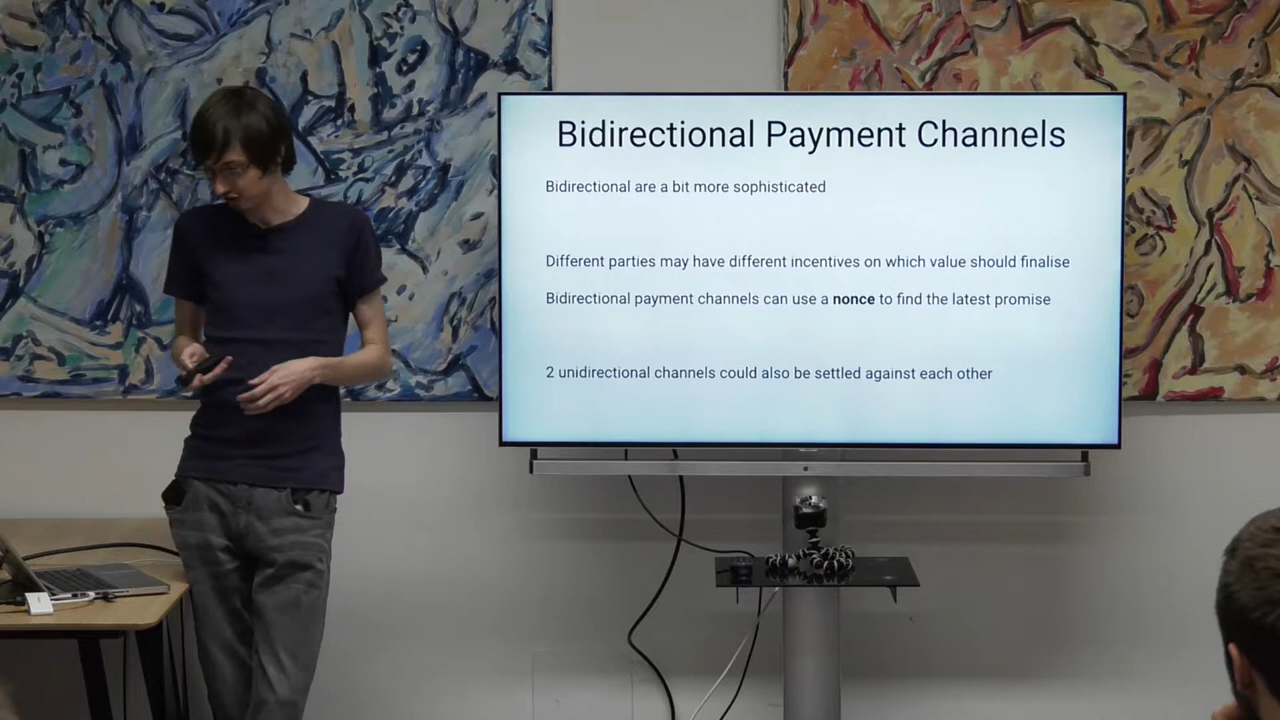 Bidirectional Payment Channels
Bidirectional are a bit more sophisticated
Different parties may have different incentives on which value should finalise
Bidirectional payment channels can use a nonce to find the latest promise
2 unidirectional channels could also be settled against each other